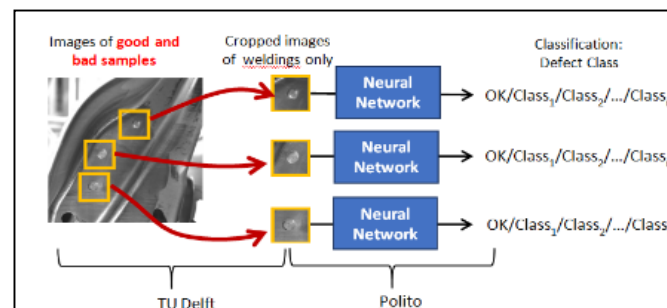 Images of good and
bad samples
Cropped images
of weldings only
Classification:
Defect Class
Neural
Network
OK/Class₁/Class₂/.../Class
Neural
Network
OK/Class₁/Class₂/.../Class
Neural
Network
OK/Class₁/Class₂/.../Class
TU Delft
Polito